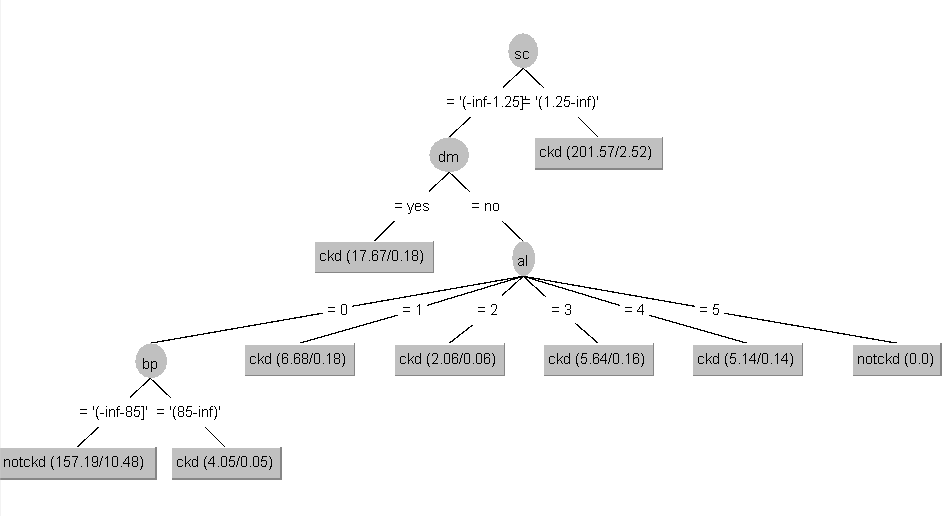 sc
= '(-inf-1.25]' = '(1.25-inf)'
ckd (201.57/2.52)
dm
= yes = no
ckd (17.67/0.18)
al
= 0 = 1 = 2 = 3 = 4 = 5
bp
ckd (6.68/0.18) ckd (2.06/0.06) ckd (5.64/0.16) ckd (5.14/0.14) notckd (0.0)
= '(-inf-85]' = '(85-inf)'
notckd (157.19/10.48) ckd (4.05/0.05)